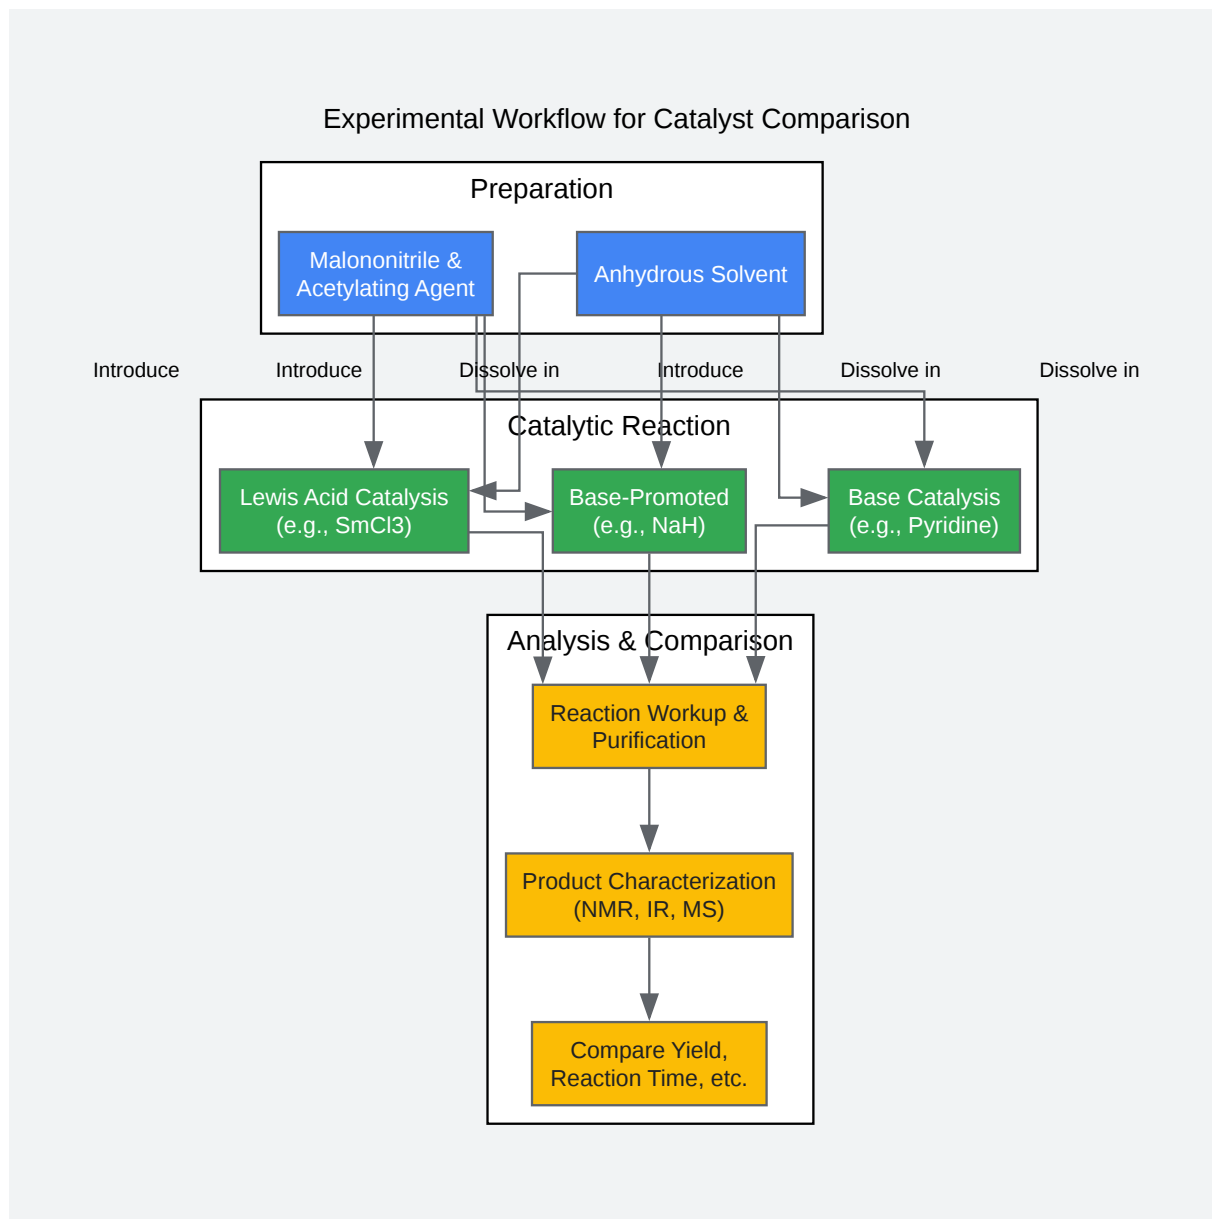 Experimental Workflow for Catalyst Comparison
Preparation
Malononitrile &
Acetylating Agent
Anhydrous Solvent
Introduce
Introduce
Dissolve in
Introduce
Dissolve in
Dissolve in
Catalytic Reaction
Lewis Acid Catalysis
(e.g., SmCl3)
Base-Promoted
(e.g., NaH)
Base Catalysis
(e.g., Pyridine)
Analysis & Comparison
Reaction Workup &
Purification
Product Characterization
(NMR, IR, MS)
Compare Yield,
Reaction Time, etc.